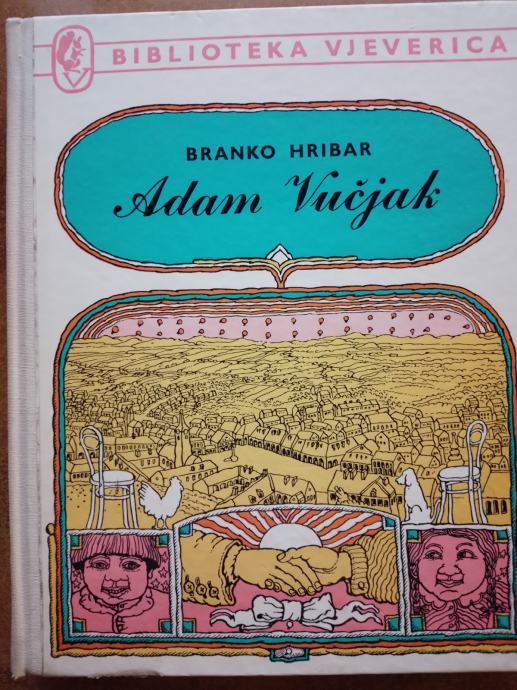 BIBLIOTEKA VJEVERICA
BRANKO HRIBAR
Adam Vučjak